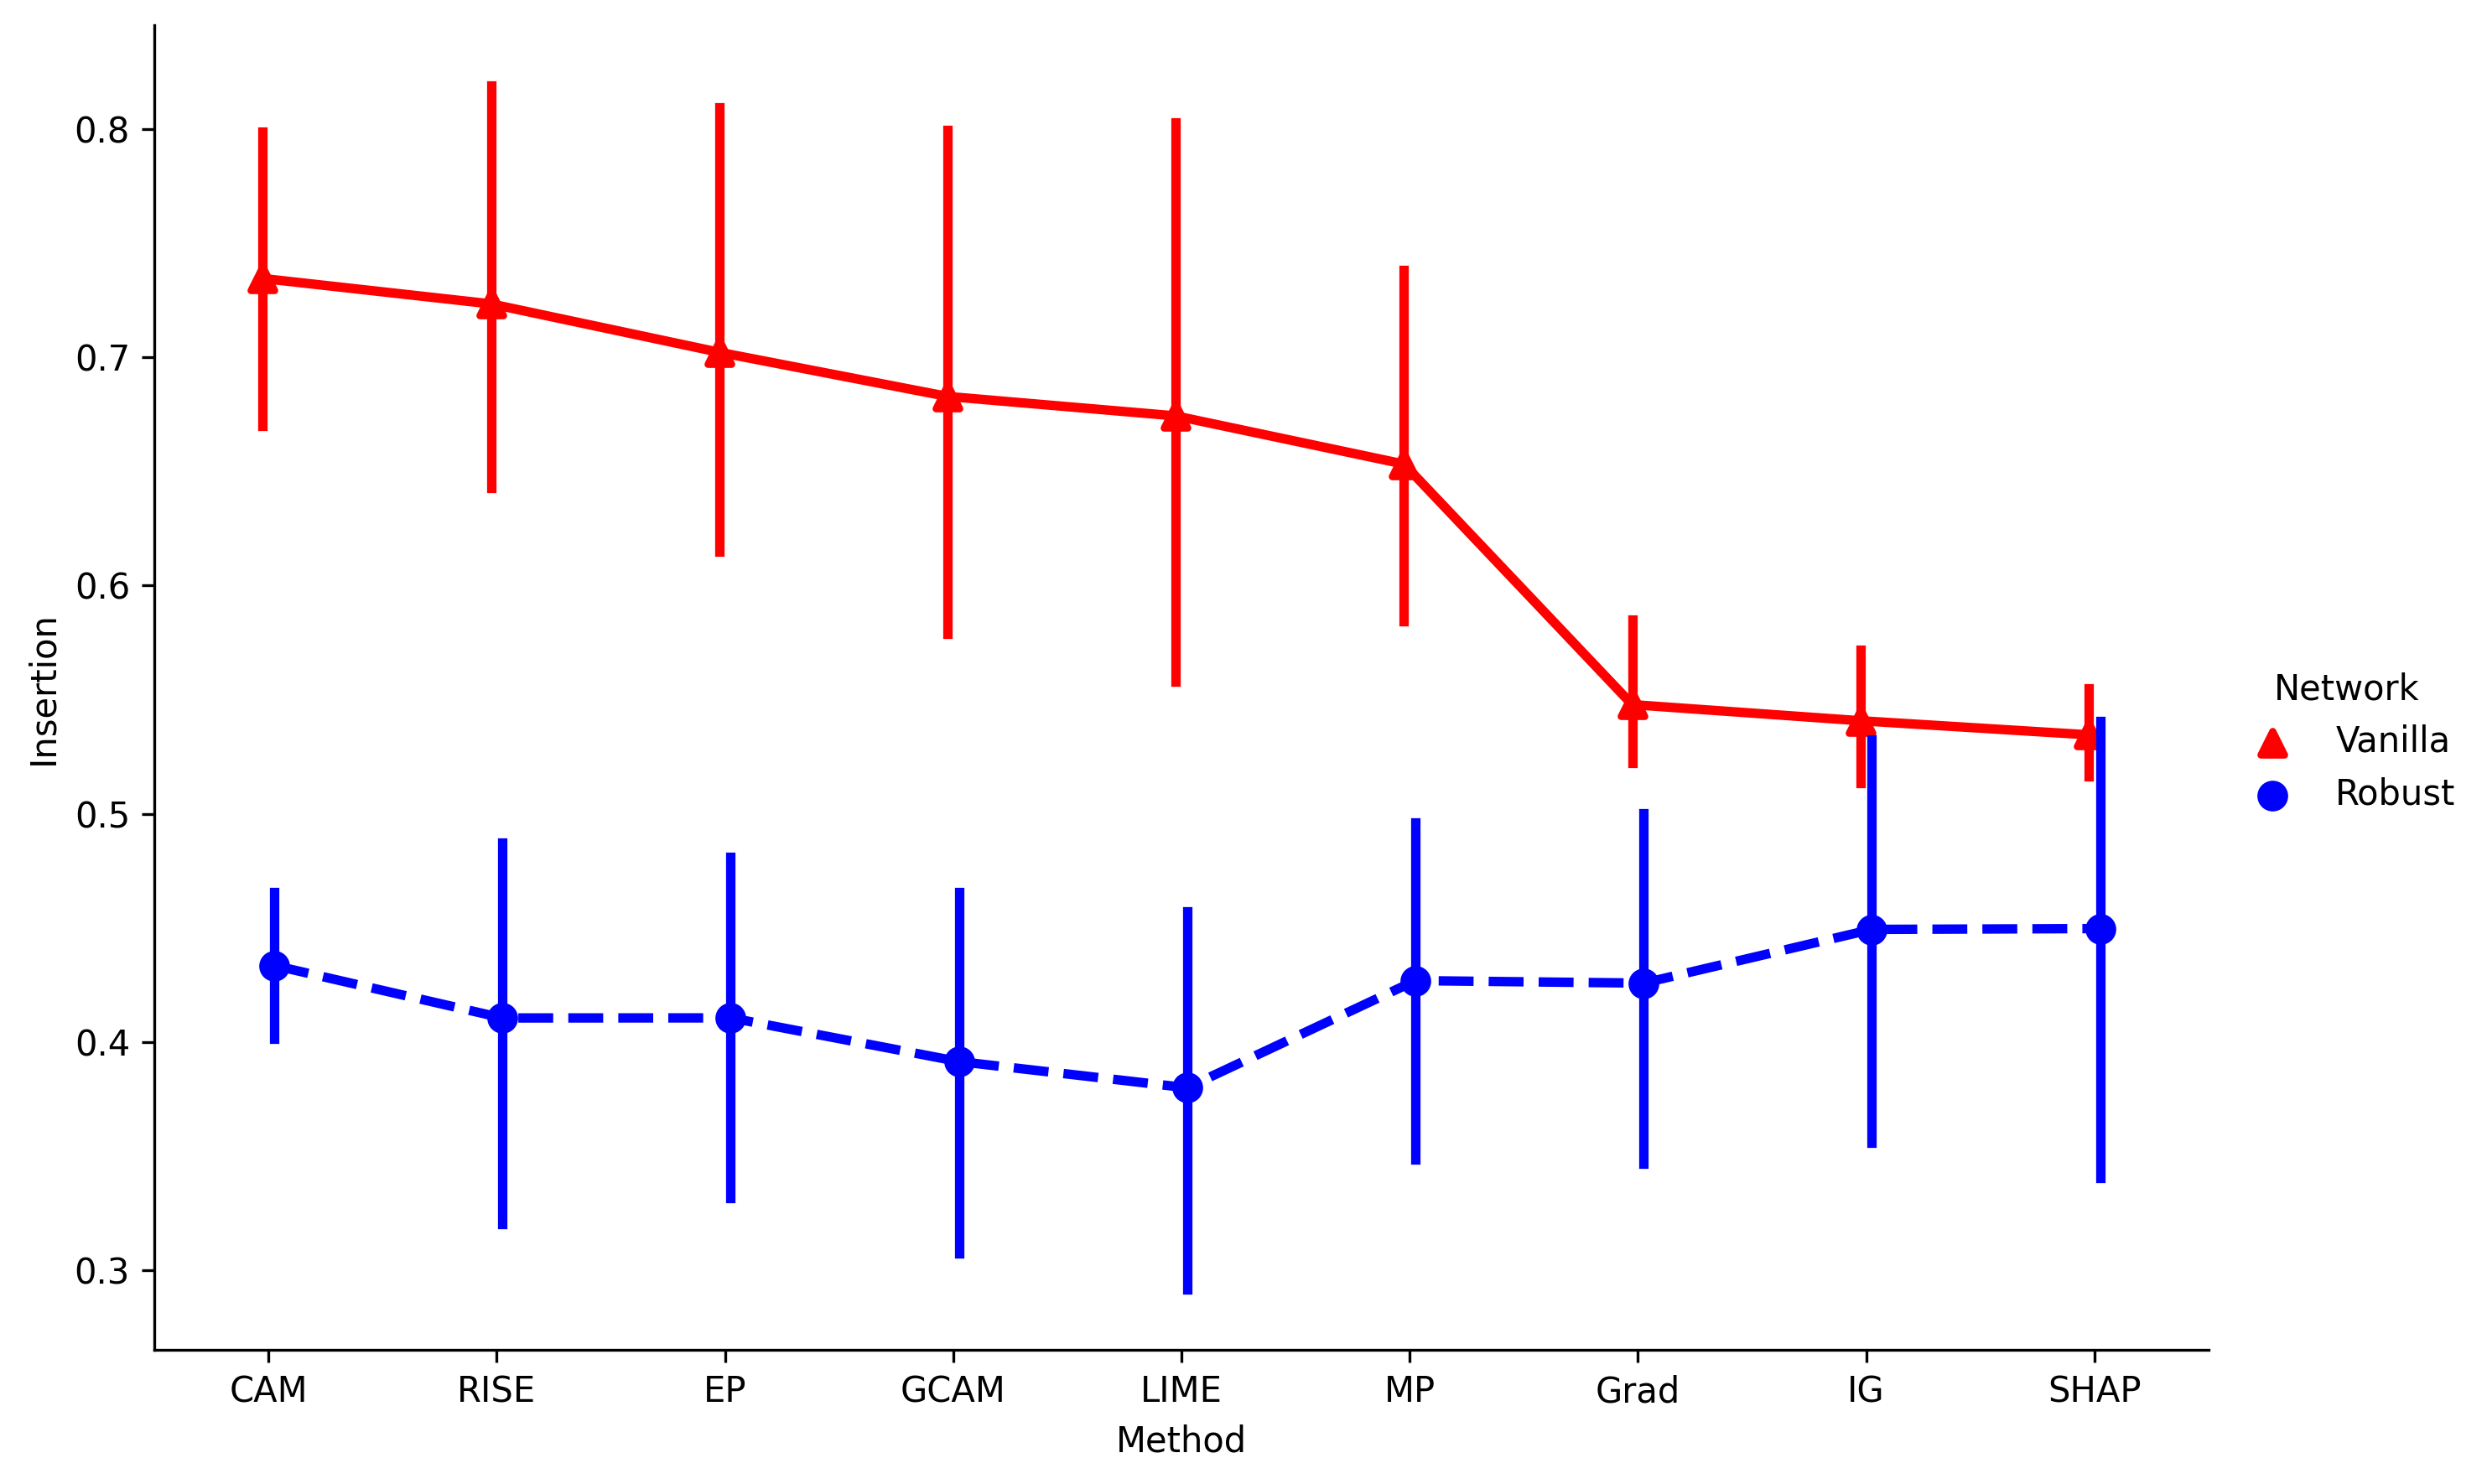 0.8
0.7
0.6
0.5
0.4
0.3
Insertion
CAM RISE EP GCAM LIME MP Grad IG SHAP
Method
Network
Vanilla
Robust